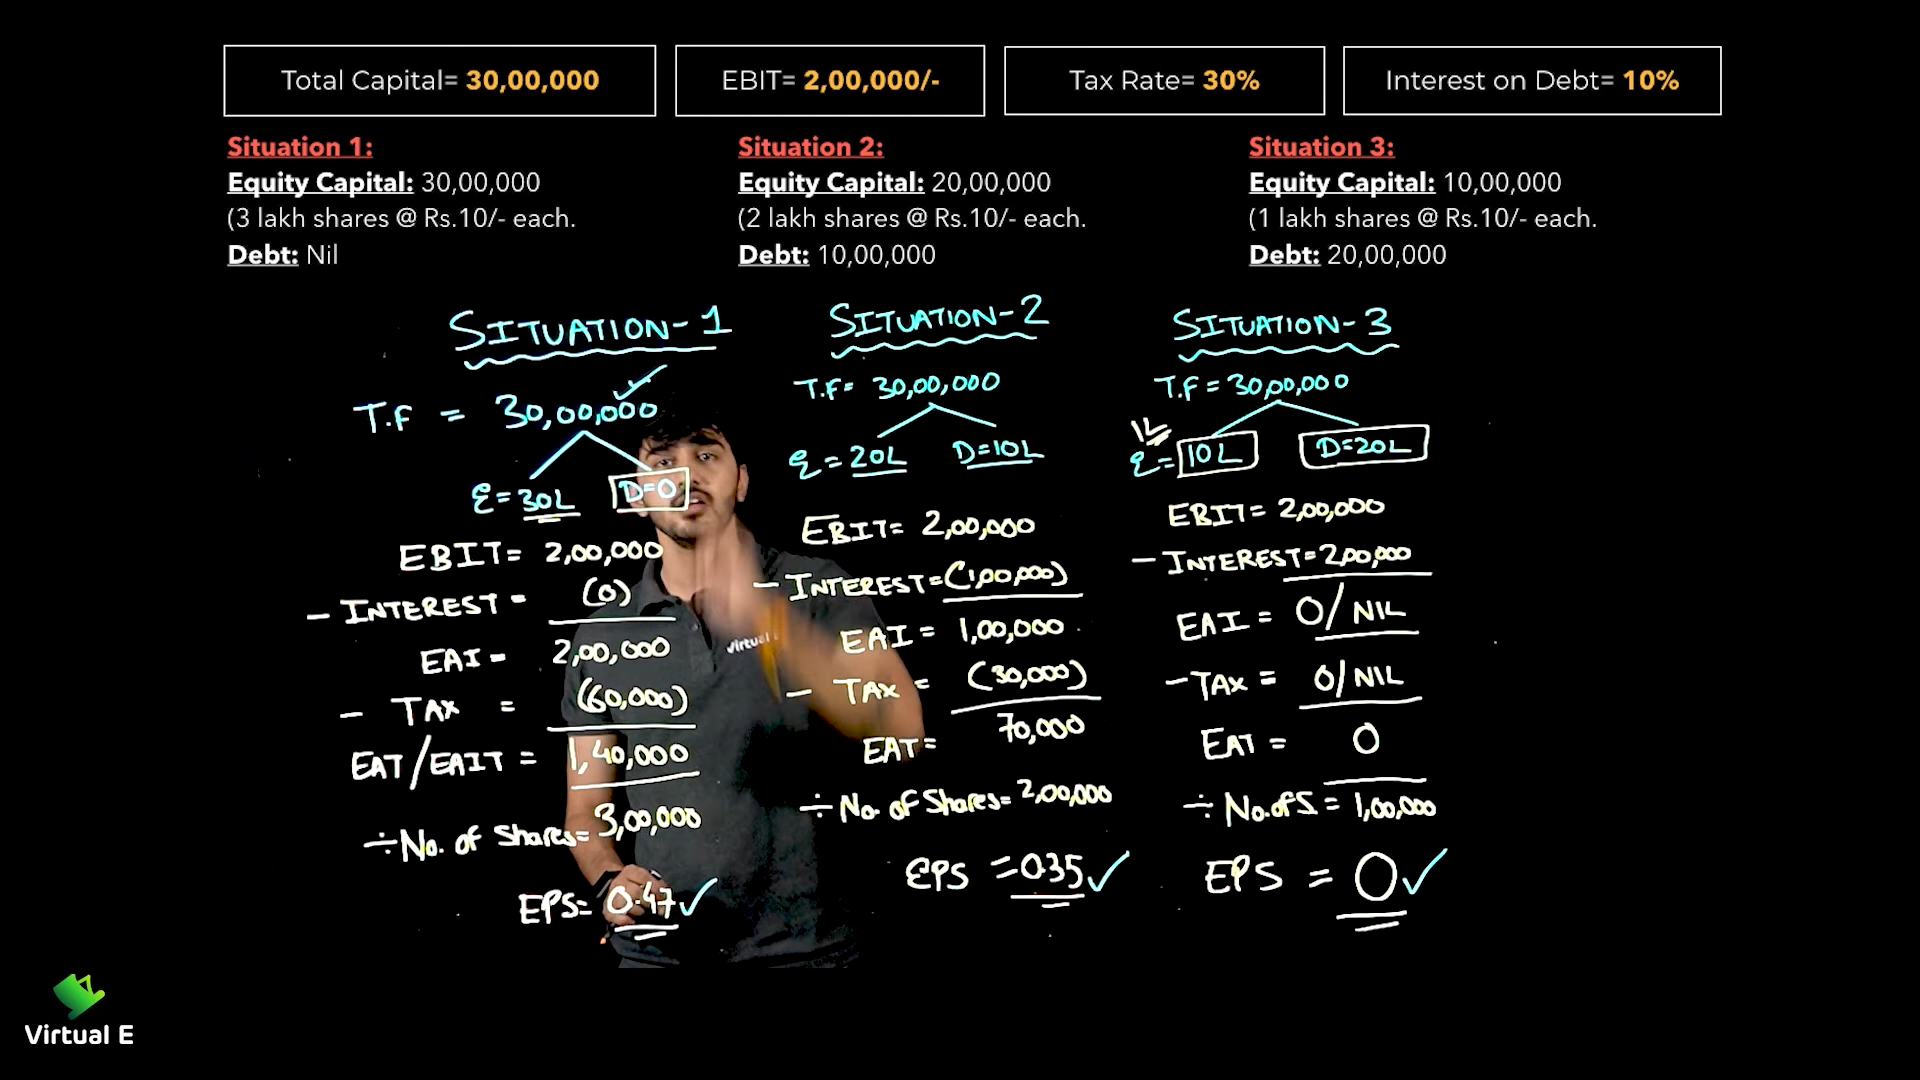 Total Capital= 30,00,000
EBIT= 2,00,000/-
Tax Rate= 30%
Interest on Debt= 10%
Situation 1:
Equity Capital: 30,00,000
(3 lakh shares @ Rs.10/- each.
Debt: Nil
Situation 2:
Equity Capital: 20,00,000
(2 lakh shares @ Rs.10/- each.
Debt: 10,00,000
Situation 3:
Equity Capital: 10,00,000
(1 lakh shares @ Rs.10/- each.
Debt: 20,00,000
SITUATION-1
T.F = 30,00,000
E=30L D=0
EBIT= 2,00,000
- INTEREST = (0)
EAI = 2,00,000
- TAX = (60,000)
EAT/EAIT = 1,40,000
÷ No. of Shares= 3,00,000
EPS= 0.47✓
SITUATION-2
T.F= 30,00,000
E=20L D=10L
EBIT= 2,00,000
- INTEREST=(1,00,000)
EAI= 1,00,000
- TAX = (30,000)
EAT= 70,000
÷ No. of Shares= 2,00,000
EPS =0.35✓
SITUATION-3
T.F=30,00,000
1L
E=10L D=20L
EBIT= 2,00,000
- INTEREST=2,00,000
EAI = 0/NIL
-TAX = 0/NIL
EAT = 0
÷ No.of S = 1,00,000
EPS = 0✓
Virtual E
Virtual E